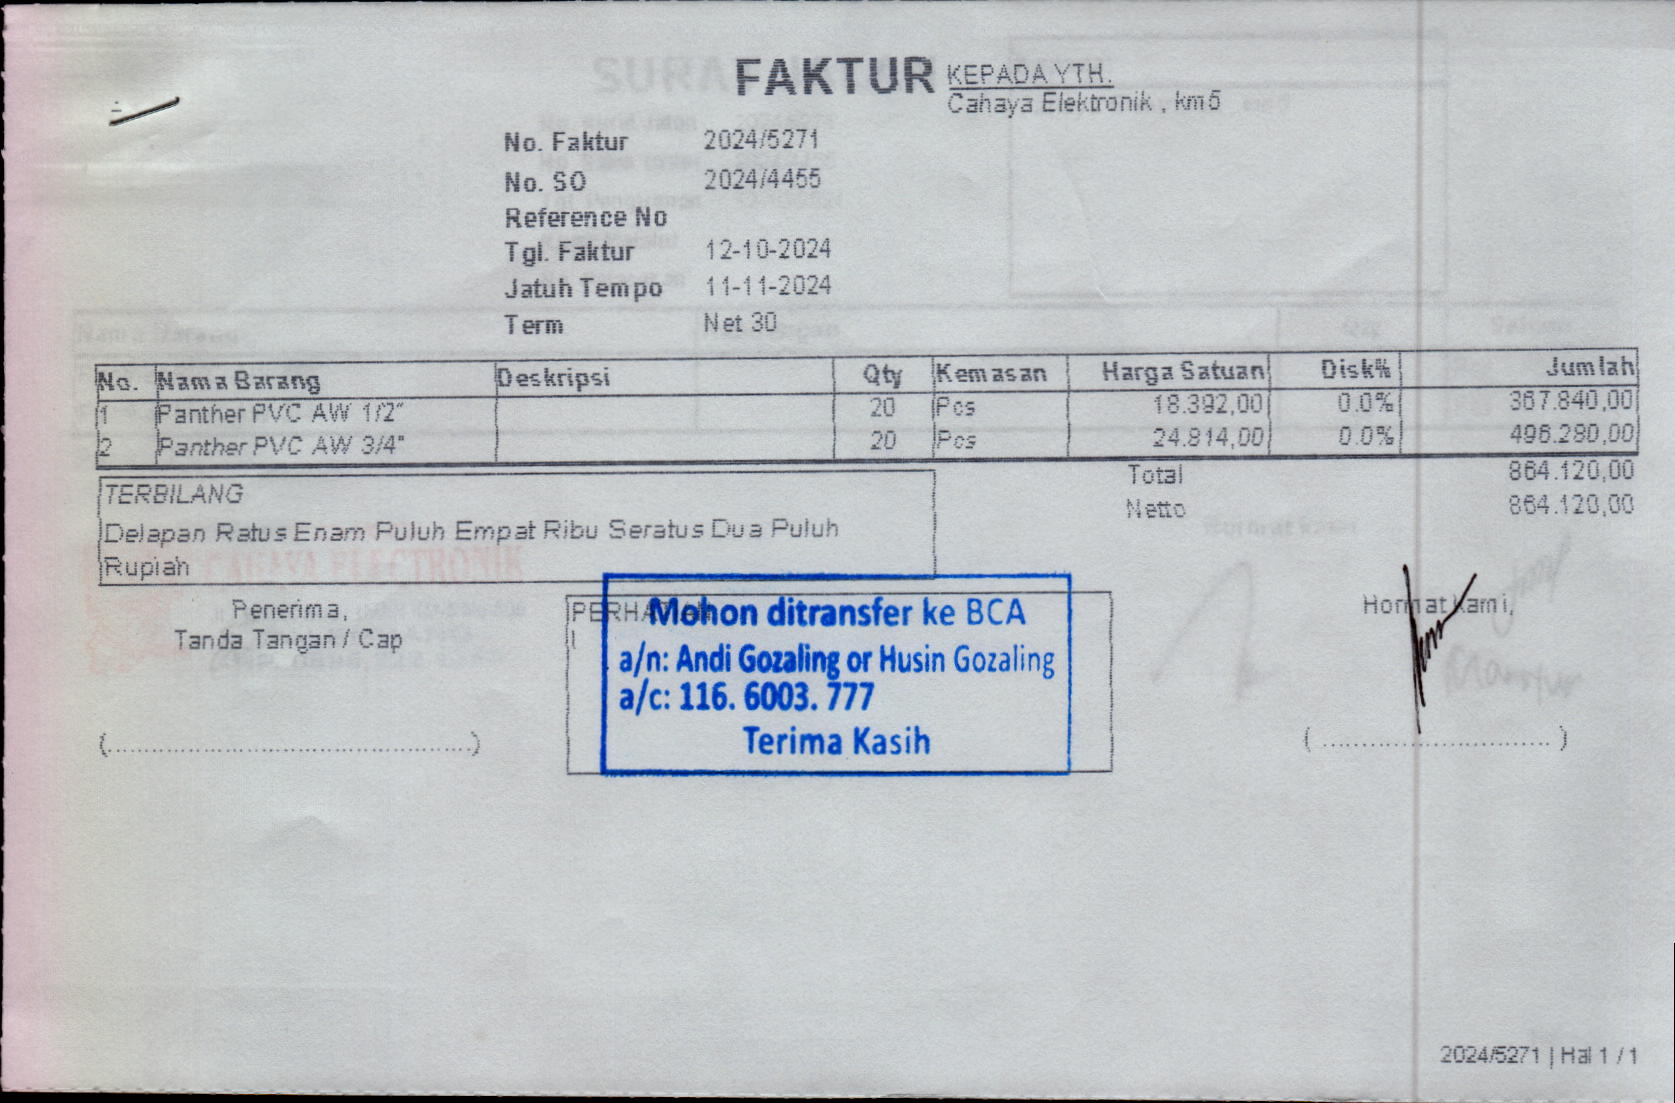 FAKTUR
KEPADA YTH.
Cahaya Elektronik , km5
No. Faktur 2024/5271
No. SO 2024/4455
Reference No
Tgl. Faktur 12-10-2024
Jatuh Tempo 11-11-2024
Term Net 30
No. Nama Barang Deskripsi Qty Kemasan Harga Satuan Disk% Jumlah
1 Panther PVC AW 1/2" 20 Pcs 18.392,00 0.0% 367.840,00
2 Panther PVC AW 3/4" 20 Pcs 24.814,00 0.0% 496.280,00
Total 864.120,00
Netto 864.120,00
TERBILANG
Delapan Ratus Enam Puluh Empat Ribu Seratus Dua Puluh
Rupiah
Penerima,
Tanda Tangan / Cap
(............................................)
PERHATIAN
Mohon ditransfer ke BCA
a/n: Andi Gozaling or Husin Gozaling
a/c: 116. 6003. 777
Terima Kasih
Hormat kami,
( ............................ )
2024/5271 | Hal 1 / 1